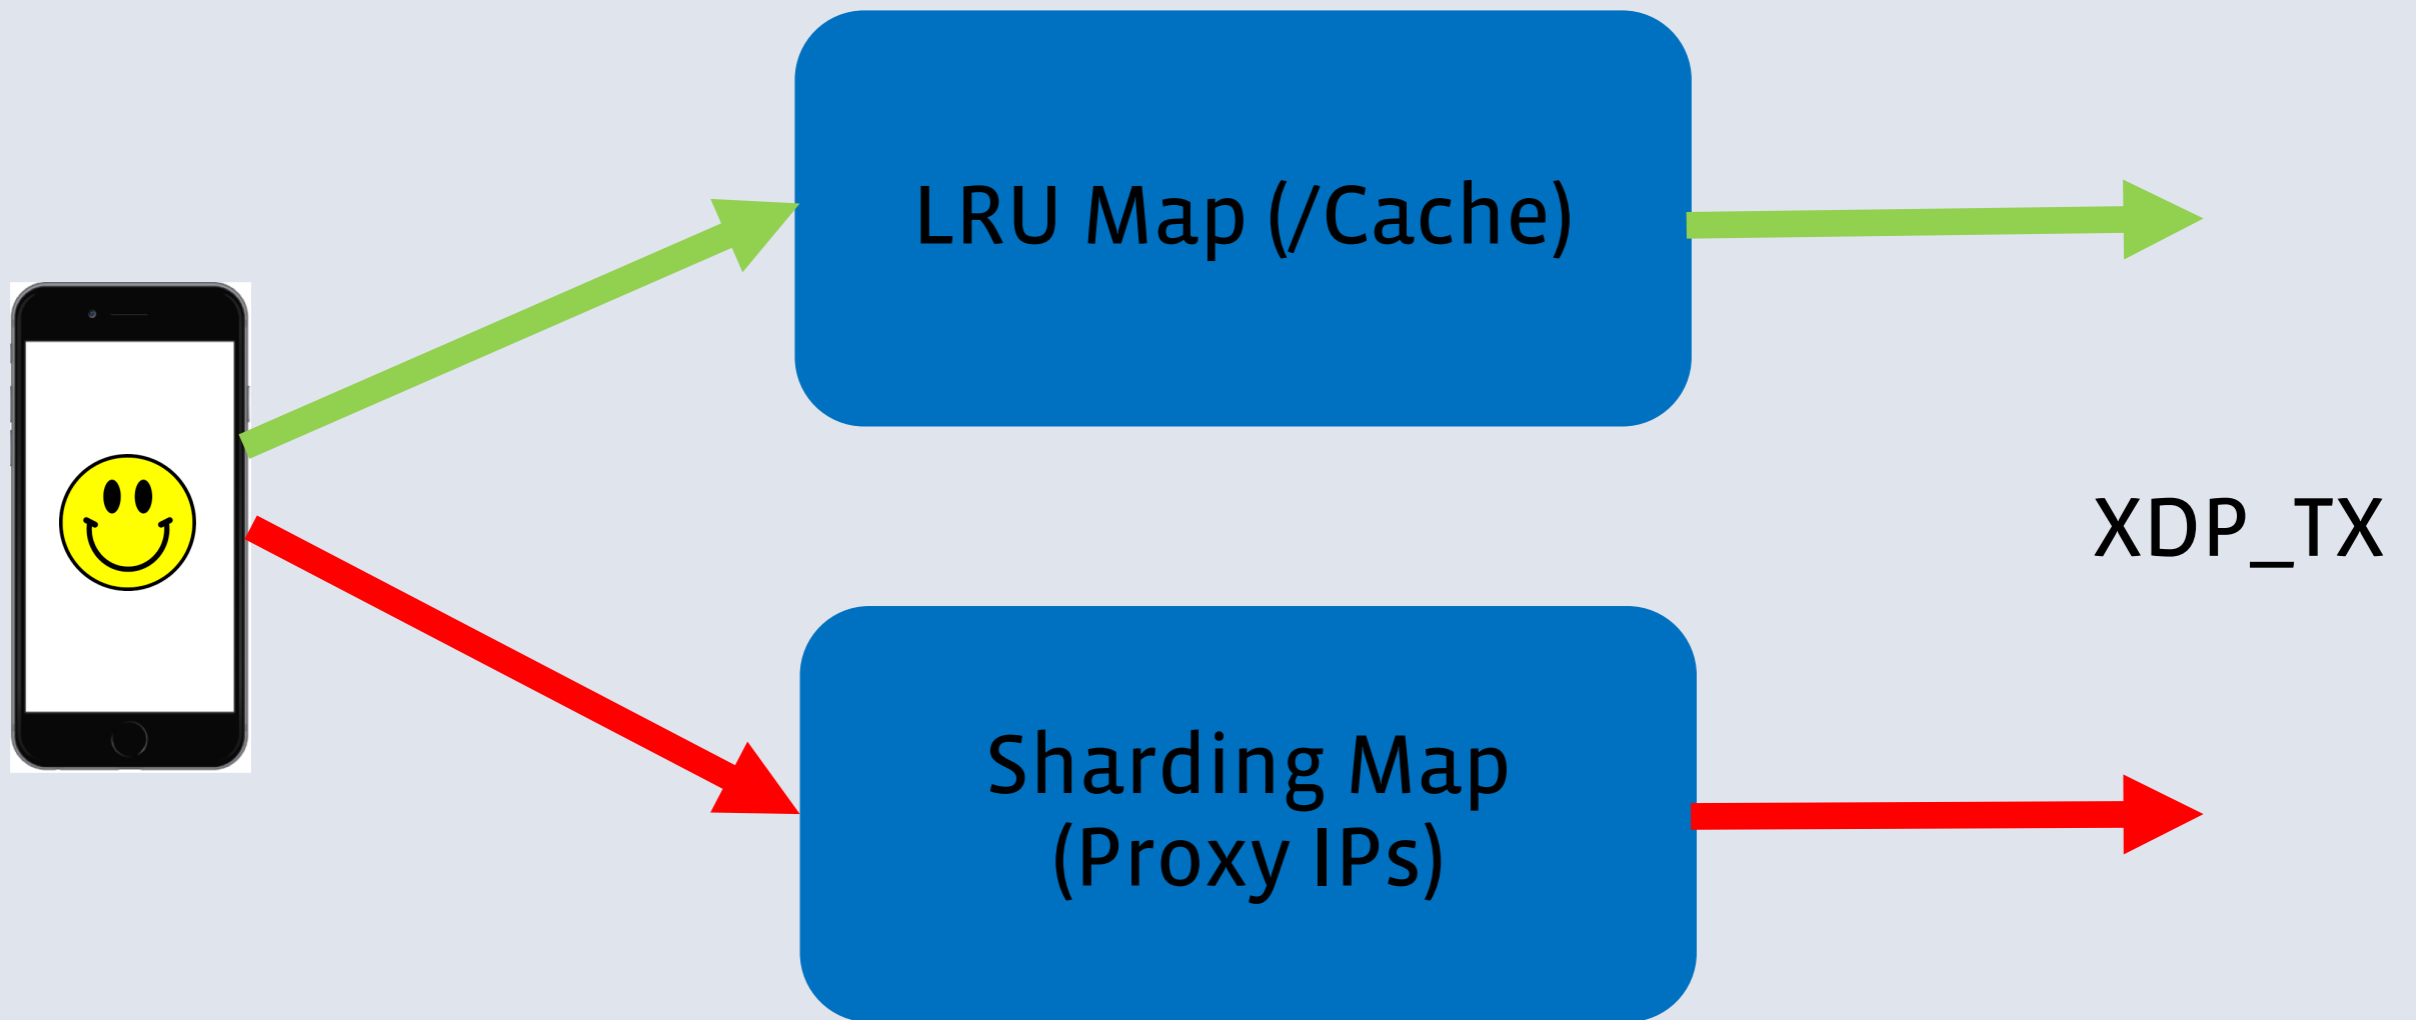 LRU Map (/Cache)
XDP_TX
Sharding Map
(Proxy IPs)